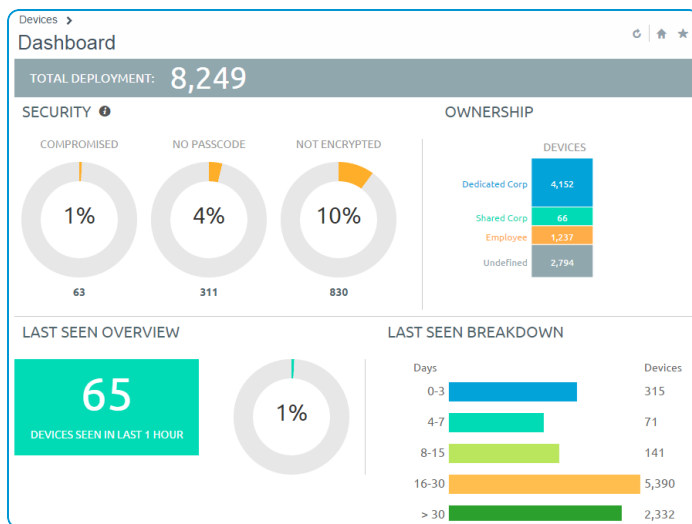 Devices >
Dashboard
TOTAL DEPLOYMENT: 8,249
SECURITY
COMPROMISED NO PASSCODE NOT ENCRYPTED
1% 4% 10%
63 311 830
OWNERSHIP
DEVICES
Dedicated Corp 4,152
Shared Corp 66
Employee 1,237
Undefined 2,794
LAST SEEN OVERVIEW
65
DEVICES SEEN IN LAST 1 HOUR
1%
LAST SEEN BREAKDOWN
Days Devices
0-3 315
4-7 71
8-15 141
16-30 5,390
> 30 2,332